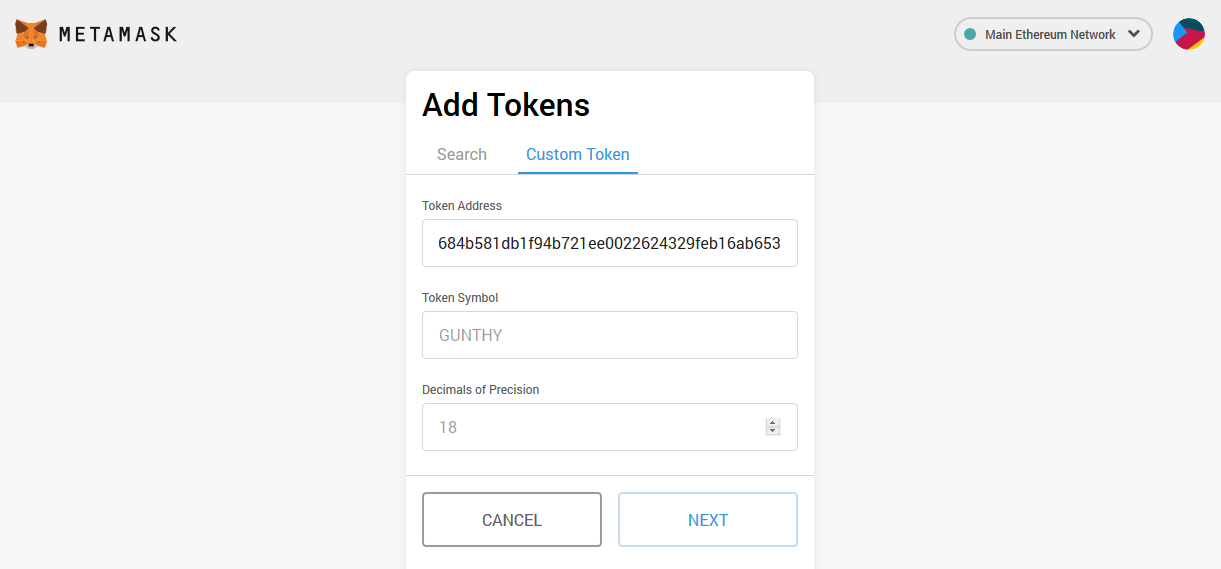 METAMASK
Main Ethereum Network
Add Tokens
Search
Custom Token
Token Address
684b581db1f94b721ee0022624329feb16ab653
Token Symbol
GUNTHY
Decimals of Precision
18
CANCEL
NEXT